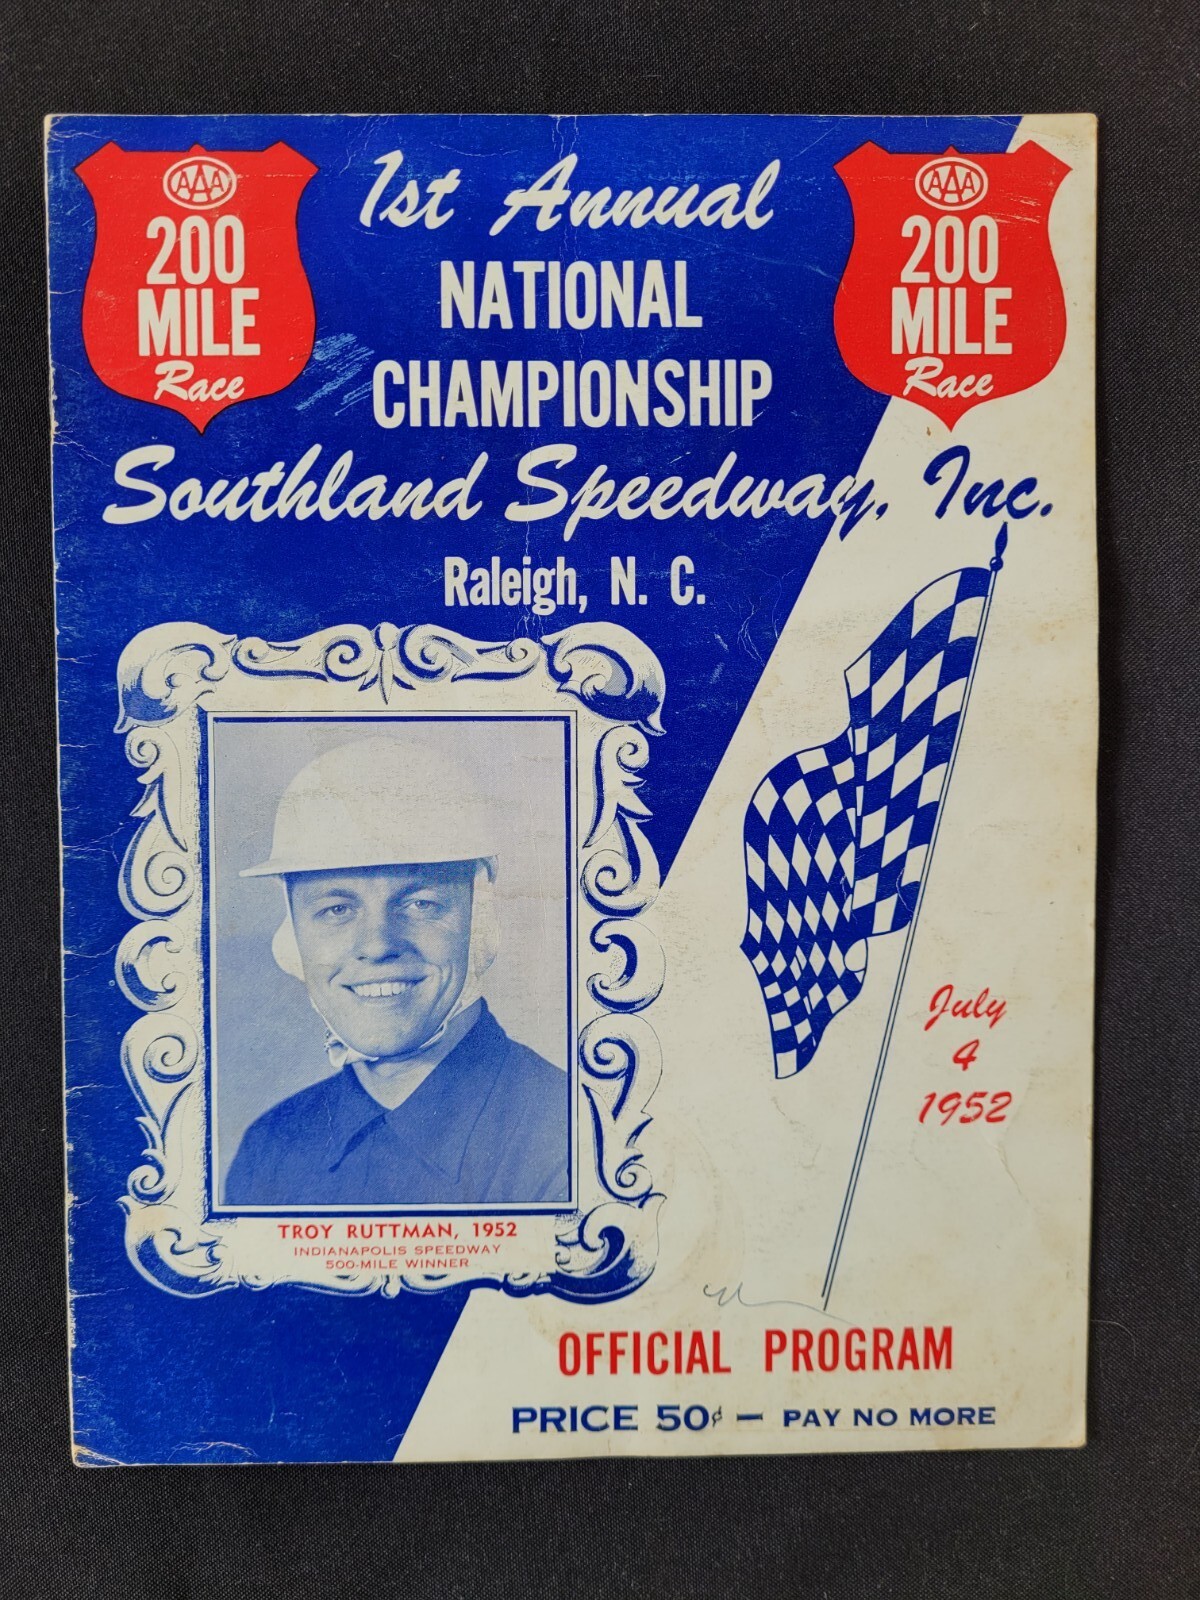 AAA
200
MILE
Race
1st Annual
NATIONAL
CHAMPIONSHIP
AAA
200
MILE
Race
Southland Speedway, Inc.
Raleigh, N. C.
TROY RUTTMAN, 1952
INDIANAPOLIS SPEEDWAY
500-MILE WINNER
July
4
1952
OFFICIAL PROGRAM
PRICE 50¢ — PAY NO MORE